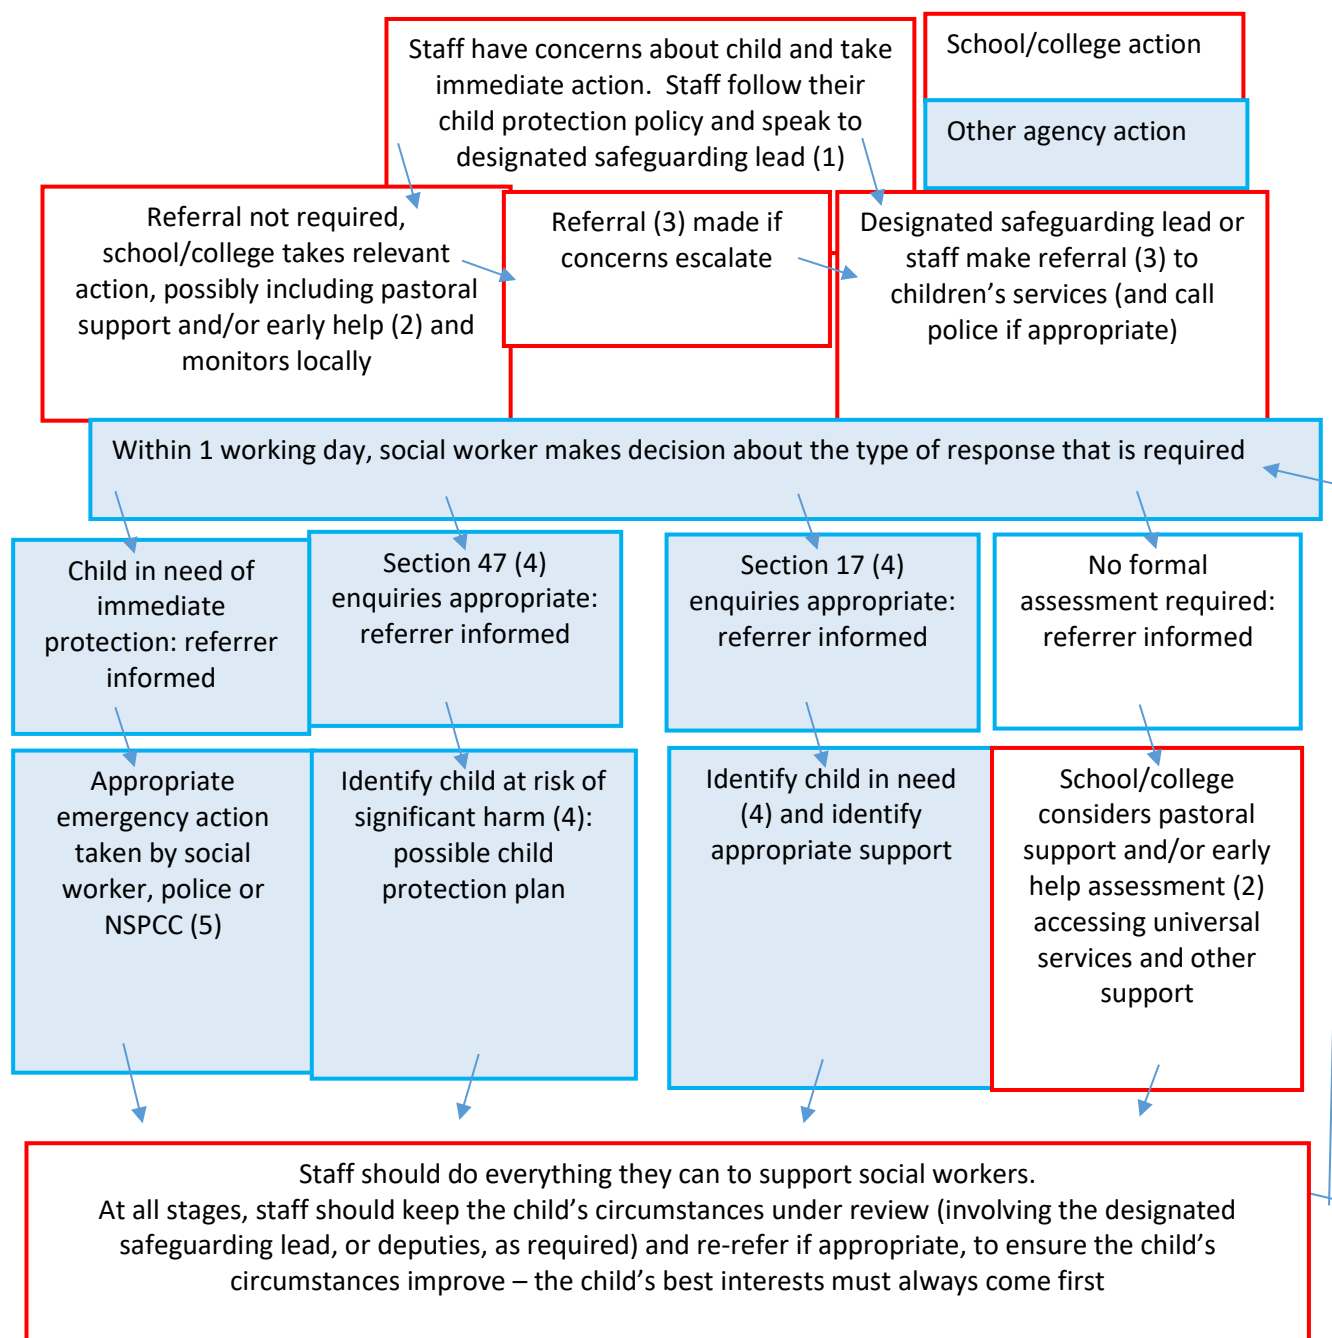 Staff have concerns about child and take
immediate action.  Staff follow their
child protection policy and speak to
designated safeguarding lead (1)
School/college action
Other agency action
Referral not required,
school/college takes relevant
action, possibly including pastoral
support and/or early help (2) and
monitors locally
Referral (3) made if
concerns escalate
Designated safeguarding lead or
staff make referral (3) to
children’s services (and call
police if appropriate)
Within 1 working day, social worker makes decision about the type of response that is required
Child in need of
immediate
protection: referrer
informed
Section 47 (4)
enquiries appropriate:
referrer informed
Section 17 (4)
enquiries appropriate:
referrer informed
No formal
assessment required:
referrer informed
Appropriate
emergency action
taken by social
worker, police or
NSPCC (5)
Identify child at risk of
significant harm (4):
possible child
protection plan
Identify child in need
(4) and identify
appropriate support
School/college
considers pastoral
support and/or early
help assessment (2)
accessing universal
services and other
support
Staff should do everything they can to support social workers.
At all stages, staff should keep the child’s circumstances under review (involving the designated
safeguarding lead, or deputies, as required) and re-refer if appropriate, to ensure the child’s
circumstances improve – the child’s best interests must always come first